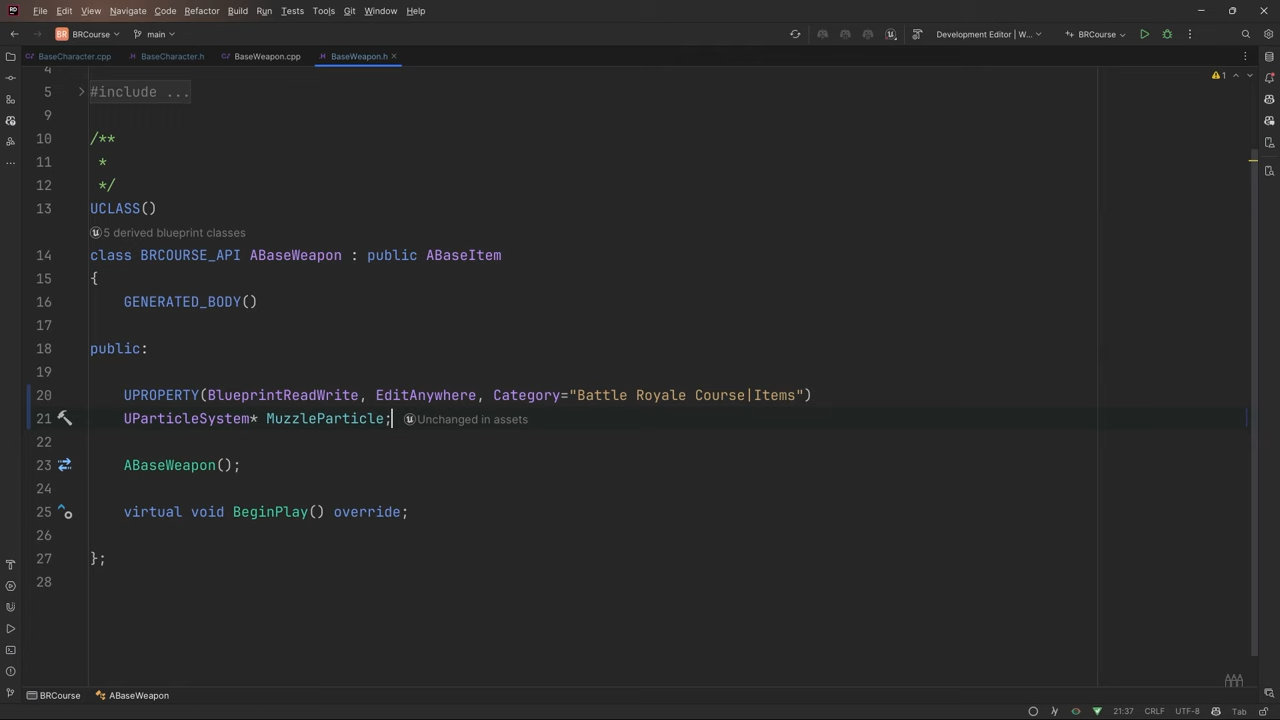 File Edit View Navigate Code Refactor Build Run Tests Tools Git Window Help
BR BRCourse main Development Editor | W... BRCourse
BaseCharacter.cpp BaseCharacter.h BaseWeapon.cpp BaseWeapon.h
4
5 #include ... 1
9
10 /**
11 *
12 */
13 UCLASS()
5 derived blueprint classes
14 class BRCOURSE_API ABaseWeapon : public ABaseItem
15 {
16 GENERATED_BODY()
17
18 public:
19
20 UPROPERTY(BlueprintReadWrite, EditAnywhere, Category="Battle Royale Course|Items")
21 UParticleSystem* MuzzleParticle; Unchanged in assets
22
23 ABaseWeapon();
24
25 virtual void BeginPlay() override;
26
27 };
28
BRCourse ABaseWeapon
21:37 CRLF UTF-8 Tab